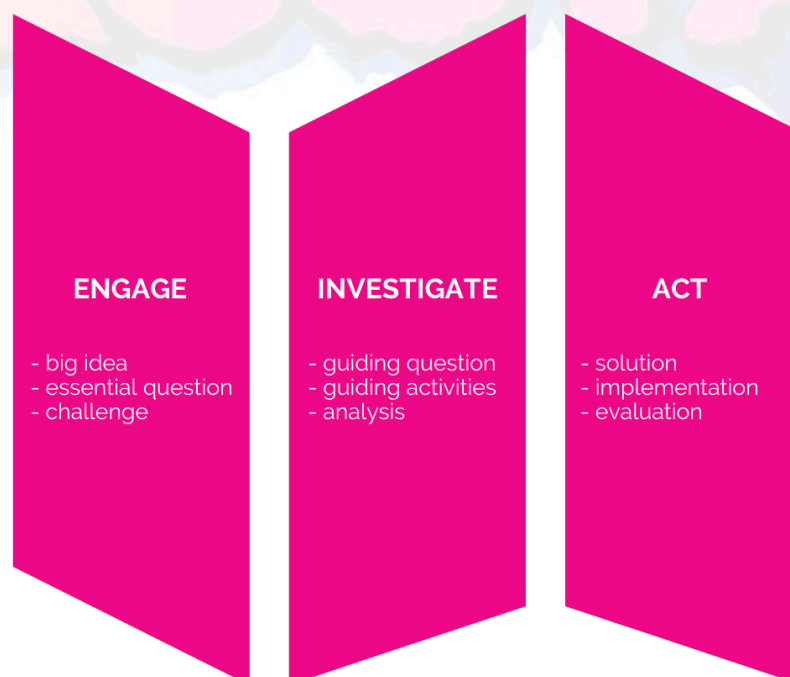 ENGAGE
- big idea
- essential question
- challenge
INVESTIGATE
- guiding question
- guiding activities
- analysis
ACT
- solution
- implementation
- evaluation